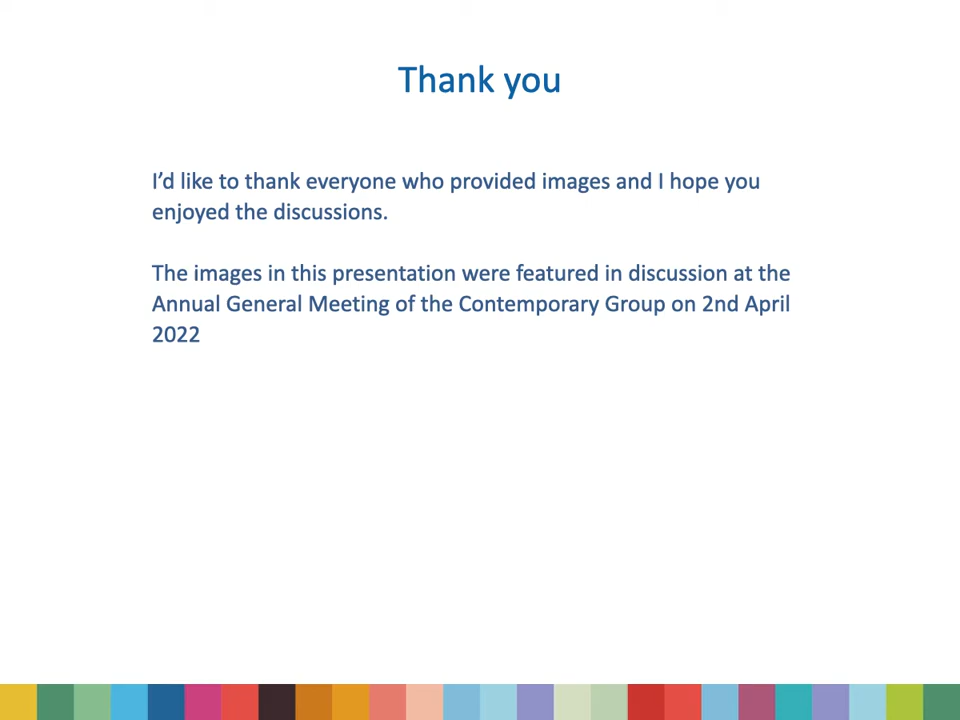 Thank you
I’d like to thank everyone who provided images and I hope you
enjoyed the discussions.
The images in this presentation were featured in discussion at the
Annual General Meeting of the Contemporary Group on 2nd April
2022